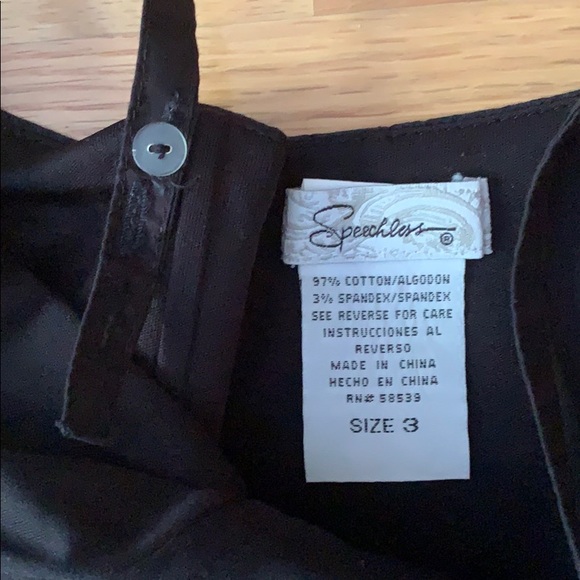 Speechless®
97% COTTON/ALGODON
3% SPANDEX/SPANDEX
SEE REVERSE FOR CARE
INSTRUCCIONES AL
REVERSO
MADE IN CHINA
HECHO EN CHINA
RN# 58539
SIZE 3